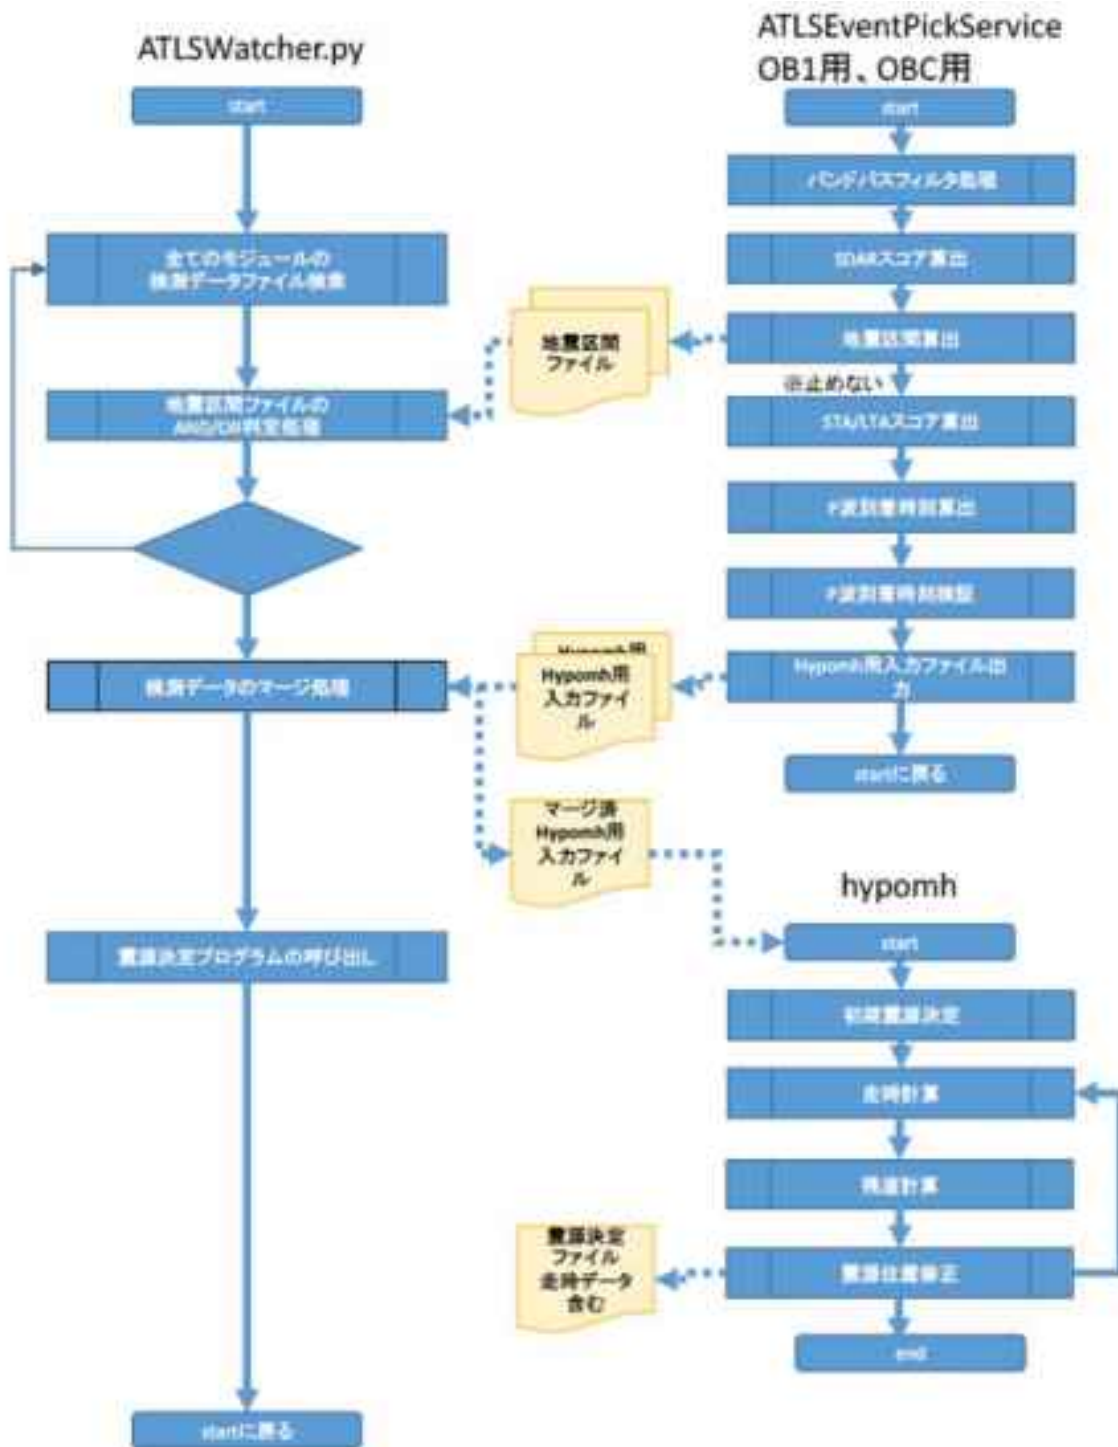 ATLSWatcher.py
start
全てのモジュールの
検測データファイル検索
地震区間ファイルの
AND/OR判定処理
検測データのマージ処理
震源決定プログラムの呼び出し
startに戻る
地震区間
ファイル
Hypomh用
Hypomh用
入力ファイ
ル
マージ済
Hypomh用
入力ファイ
ル
震源決定
ファイル
走時データ
含む
ATLSEventPickService
OB1用、OBC用
start
バンドパスフィルタ処理
SDARスコア算出
地震区間算出
※止めない
STA/LTAスコア算出
P波到着時刻算出
P波到着時刻検証
Hypomh用入力ファイル出
力
startに戻る
hypomh
start
初期震源決定
走時計算
残差計算
震源位置修正
end